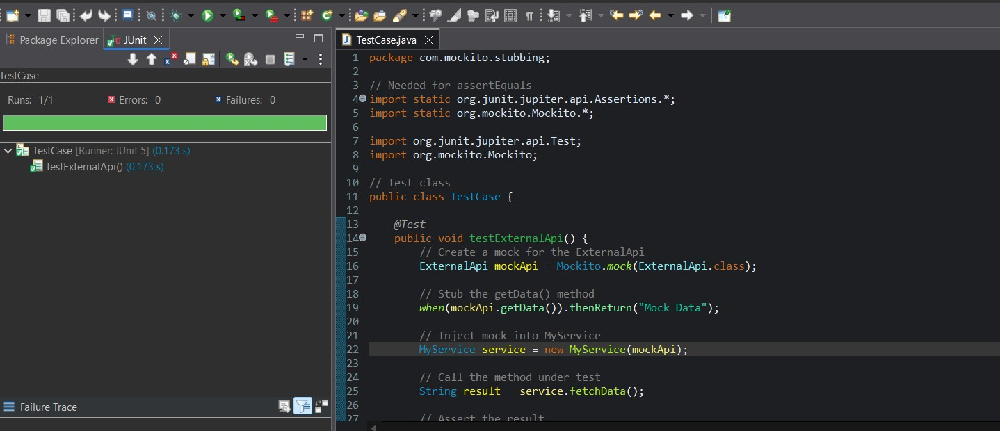 Package Explorer
JUnit
TestCase
Runs: 1/1
Errors: 0
Failures: 0
TestCase [Runner: JUnit 5] (0.173 s)
testExternalApi() (0.173 s)
Failure Trace
TestCase.java
1 package com.mockito.stubbing;
2
3 // Needed for assertEquals
4 import static org.junit.jupiter.api.Assertions.*;
5 import static org.mockito.Mockito.*;
6
7 import org.junit.jupiter.api.Test;
8 import org.mockito.Mockito;
9
10 // Test class
11 public class TestCase {
12
13 @Test
14 public void testExternalApi() {
15 // Create a mock for the ExternalApi
16 ExternalApi mockApi = Mockito.mock(ExternalApi.class);
17
18 // Stub the getData() method
19 when(mockApi.getData()).thenReturn("Mock Data");
20
21 // Inject mock into MyService
22 MyService service = new MyService(mockApi);
23
24 // Call the method under test
25 String result = service.fetchData();
26
27 // Assert the result